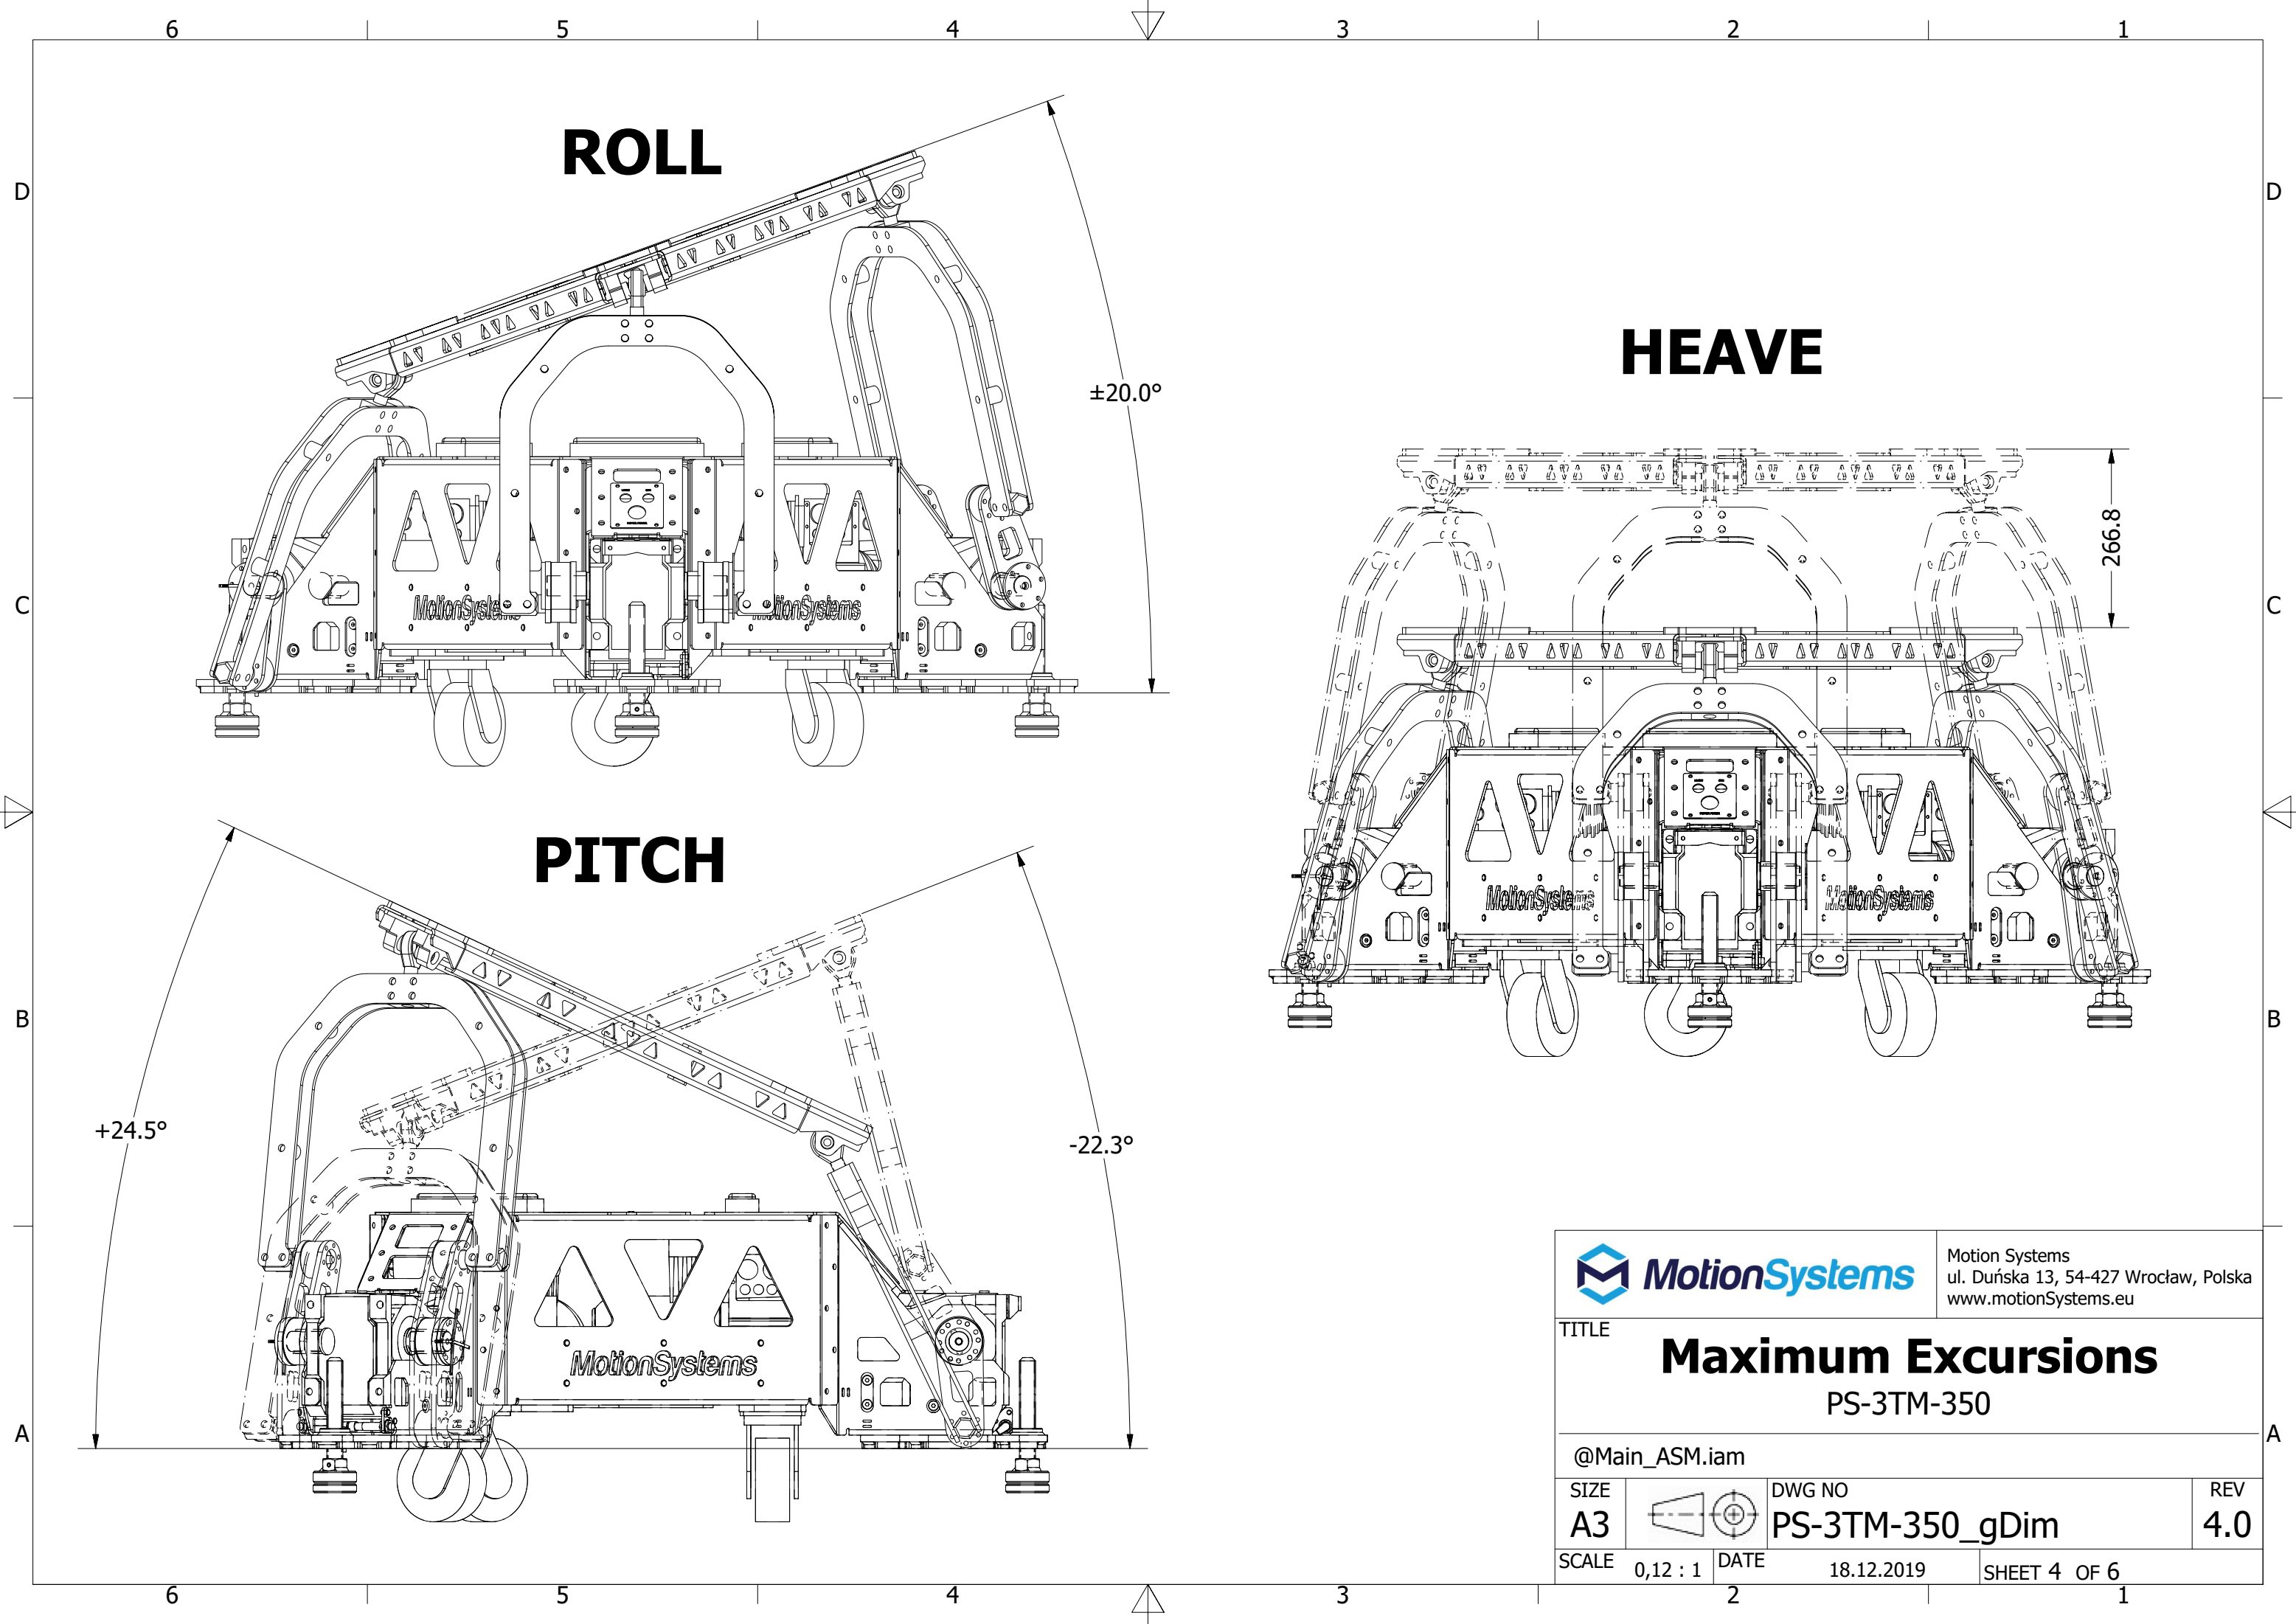 6 5 4 3 2 1
D D
ROLL
HEAVE
±20.0°
266.8
C C
MotionSystems
MotionSystems
MotionSystems MotionSystems
PITCH
B B
+24.5°
-22.3°
MotionSystems
A A
MotionSystems
Motion Systems
ul. Duńska 13, 54-427 Wrocław, Polska
www.motionSystems.eu
TITLE
Maximum Excursions
PS-3TM-350
@Main_ASM.iam
SIZE
A3
DWG NO
PS-3TM-350_gDim
REV
4.0
SCALE 0,12 : 1
DATE 18.12.2019
SHEET 4 OF 6
6 5 4 3 2 1